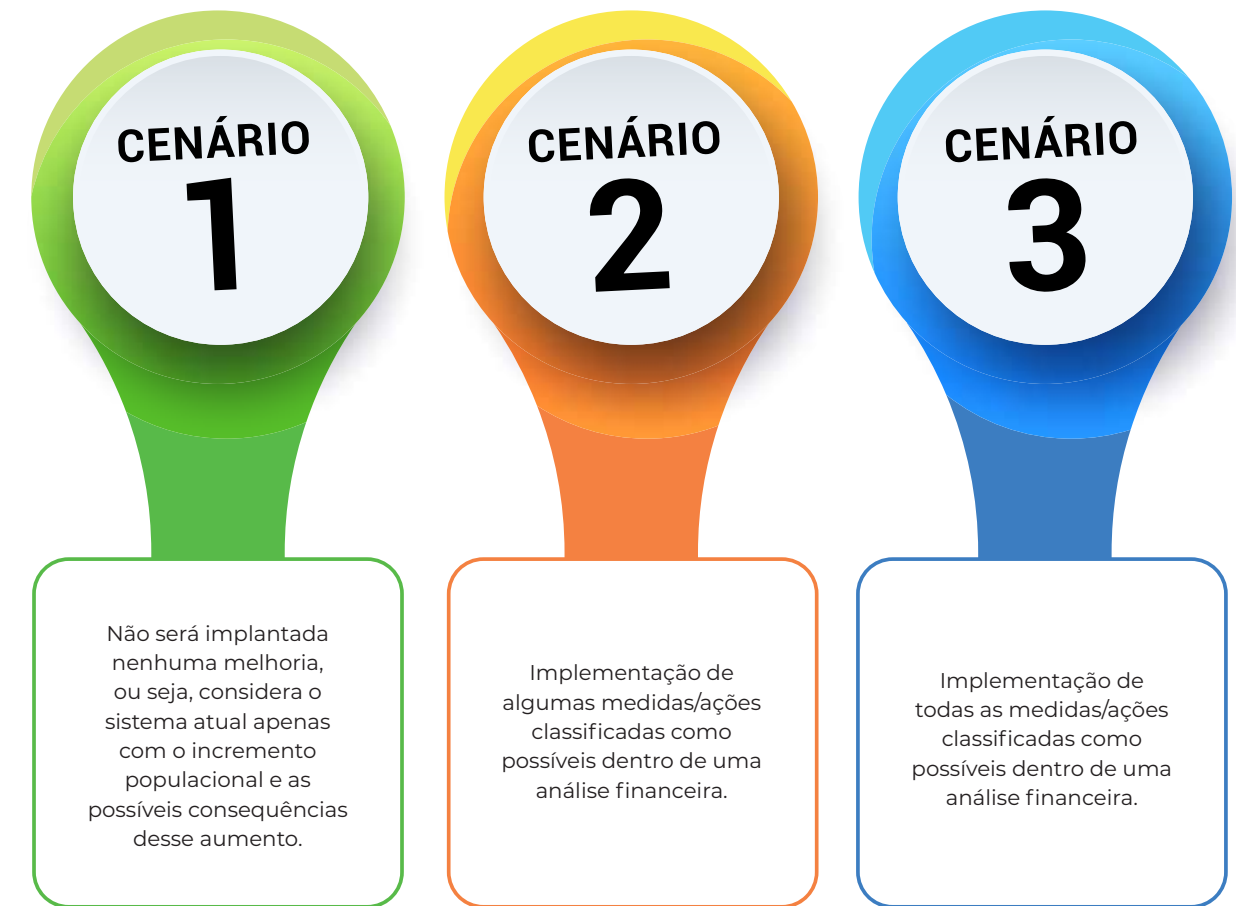 CENÁRIO
1
Não será implantada
nenhuma melhoria,
ou seja, considera o
sistema atual apenas
com o incremento
populacional e as
possíveis consequências
desse aumento.
CENÁRIO
2
Implementação de
algumas medidas/ações
classificadas como
possíveis dentro de uma
análise financeira.
CENÁRIO
3
Implementação de
todas as medidas/ações
classificadas como
possíveis dentro de uma
análise financeira.